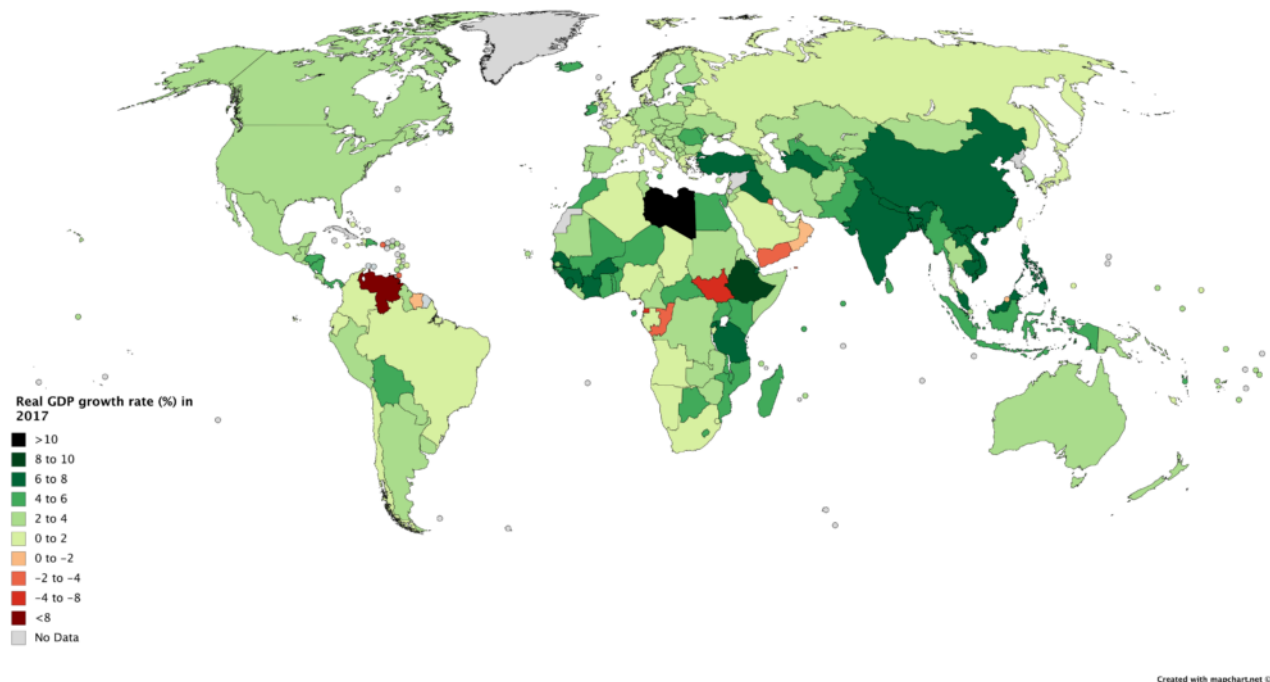 Real GDP growth rate (%) in
2017
>10
8 to 10
6 to 8
4 to 6
2 to 4
0 to 2
0 to −2
−2 to −4
−4 to −8
<8
No Data
Created with mapchart.net ©